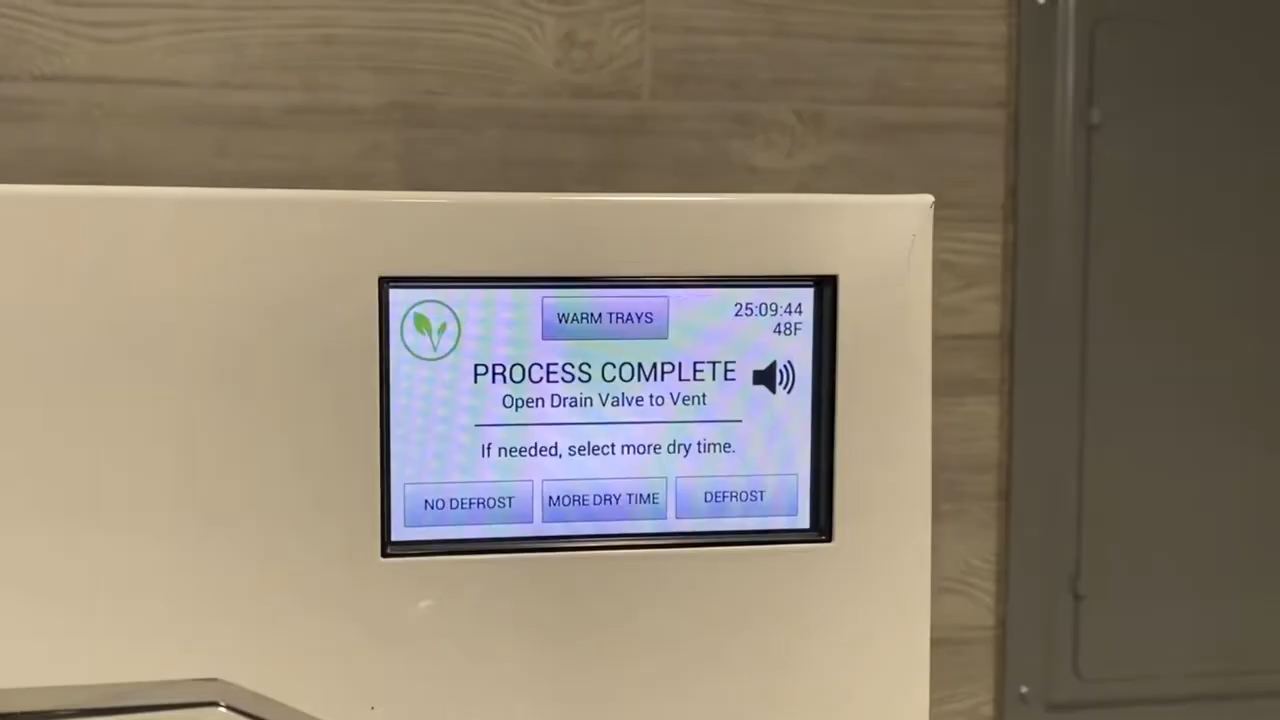 WARM TRAYS
25:09:44
48F
PROCESS COMPLETE
Open Drain Valve to Vent
If needed, select more dry time.
NO DEFROST
MORE DRY TIME
DEFROST